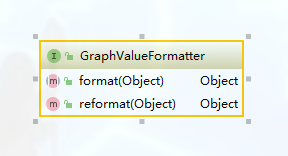 I GraphValueFormatter
m format(Object) Object
m reformat(Object) Object